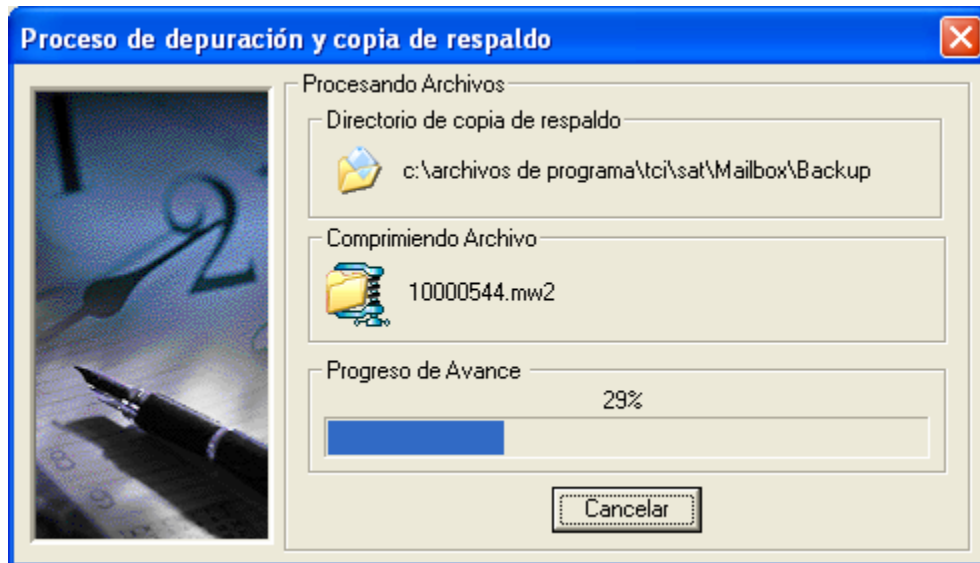 Proceso de depuración y copia de respaldo
Procesando Archivos
Directorio de copia de respaldo
c:\archivos de programa\tci\sat\Mailbox\Backup
Comprimiendo Archivo
10000544.mw2
Progreso de Avance
29%
Cancelar